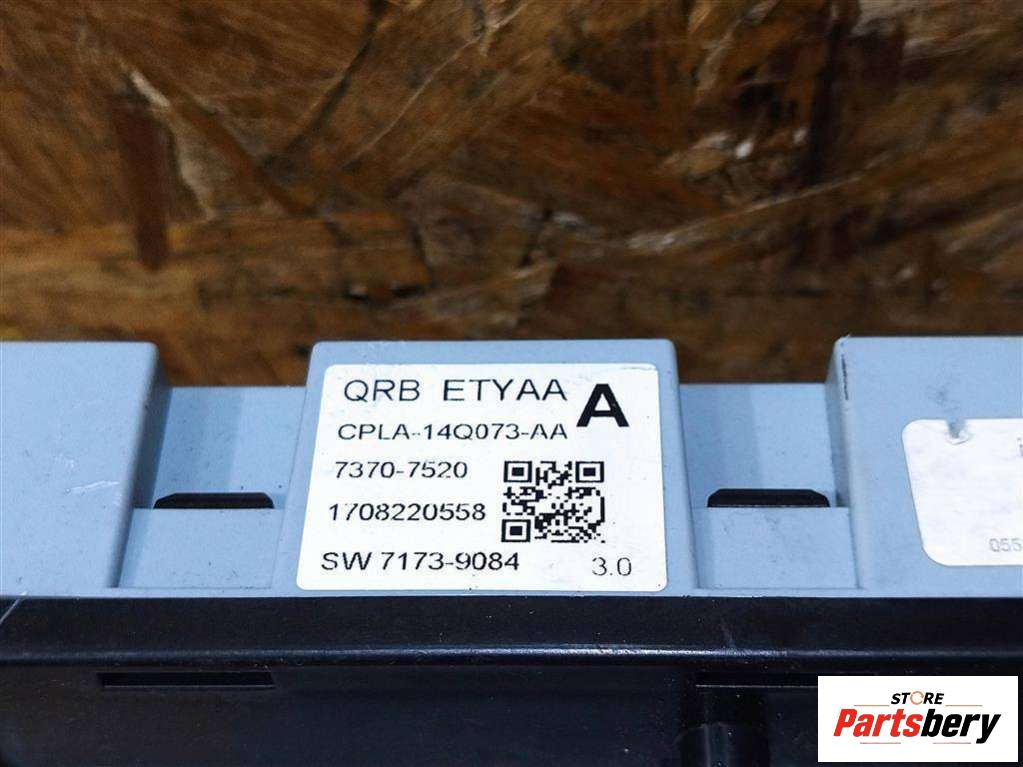 QRB ETYAA A
CPLA-14Q073-AA
7370-7520
1708220558
SW 7173-9084 3.0
STORE
Partsbery